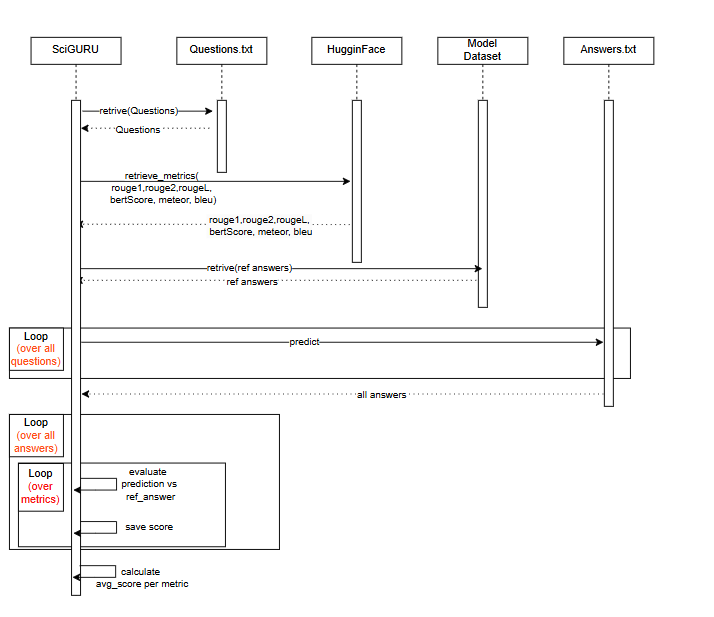 SciGURU
Questions.txt
HugginFace
Model
Dataset
Answers.txt
retrive(Questions)
Questions
retrieve_metrics(
rouge1,rouge2,rougeL,
bertScore, meteor, bleu)
rouge1,rouge2,rougeL,
bertScore, meteor, bleu
retrive(ref answers)
ref answers
Loop
(over all
questions)
predict
all answers
Loop
(over all
answers)
Loop
(over
metrics)
evaluate
prediction vs
ref_answer
save score
calculate
avg_score per metric